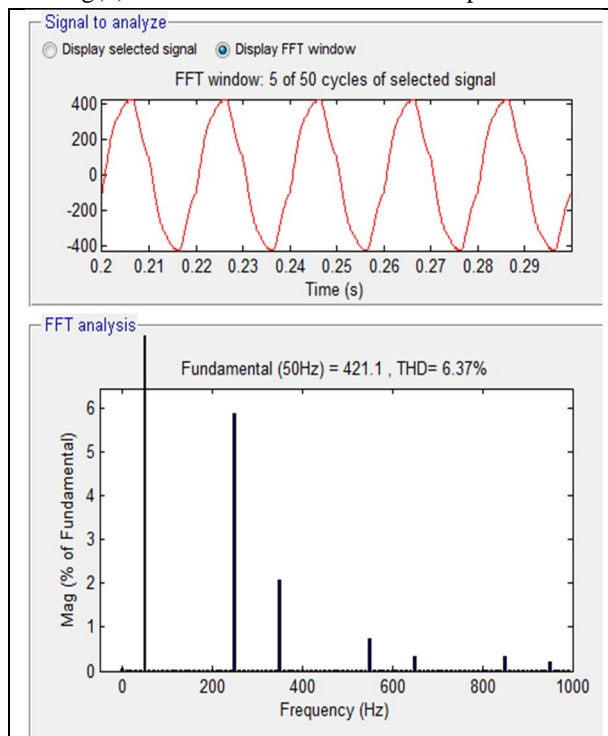 Signal to analyze
Display selected signal Display FFT window
FFT window: 5 of 50 cycles of selected signal
400
200
0
-200
-400
0.2 0.21 0.22 0.23 0.24 0.25 0.26 0.27 0.28 0.29
Time (s)
FFT analysis
Fundamental (50Hz) = 421.1 , THD= 6.37%
6
5
4
3
2
1
0
Mag (% of Fundamental)
0 200 400 600 800 1000
Frequency (Hz)